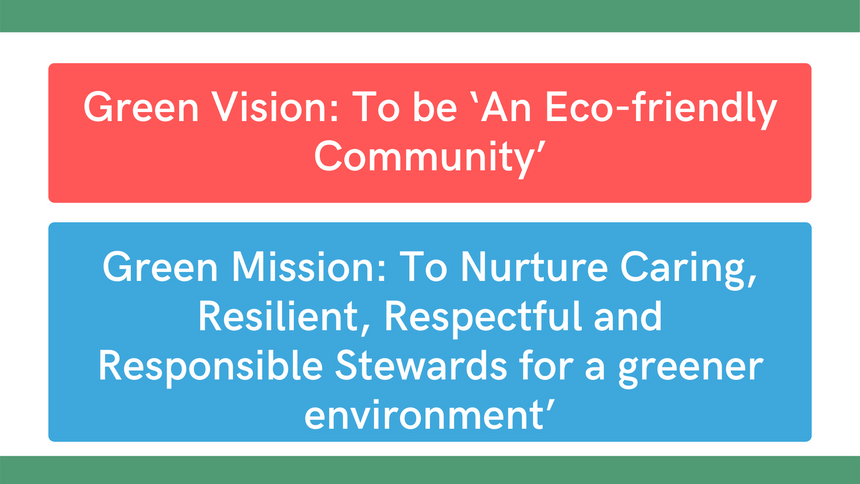 Green Vision: To be ‘An Eco-friendly
Community’
Green Mission: To Nurture Caring,
Resilient, Respectful and
Responsible Stewards for a greener
environment’